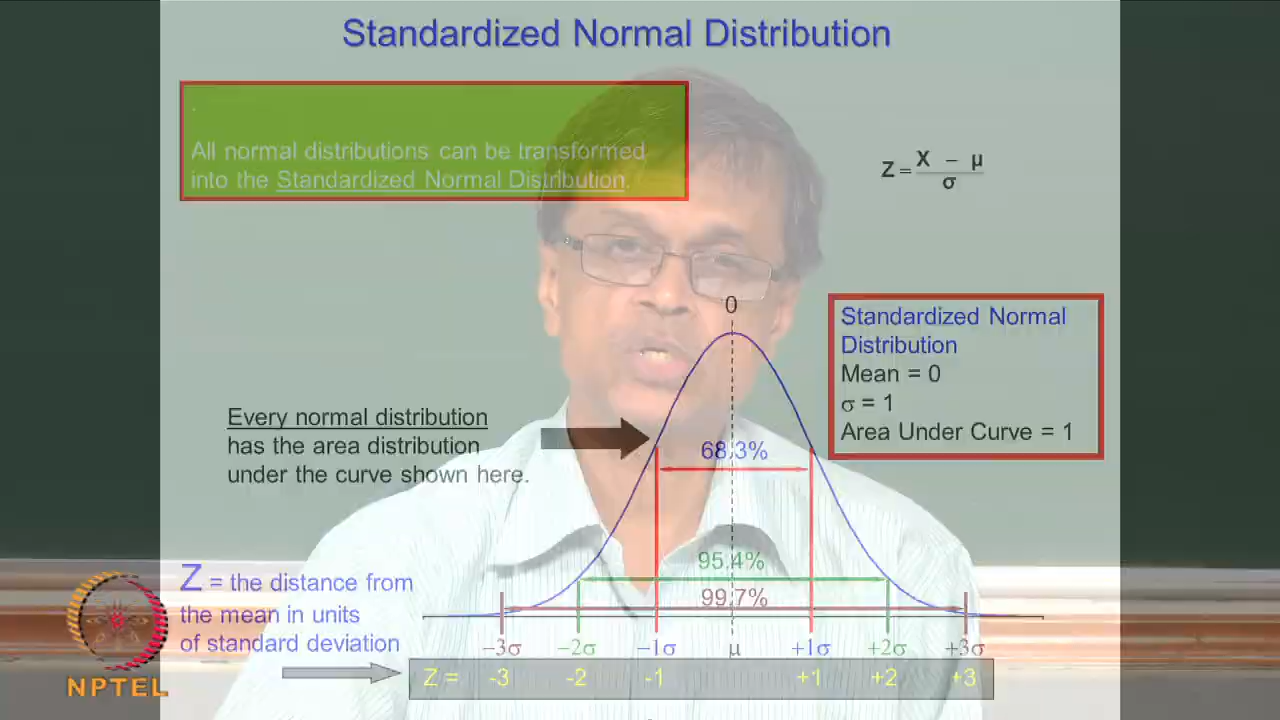 Standardized Normal Distribution
.
All normal distributions can be transformed
into the Standardized Normal Distribution.
Z = X − μ / σ
0
Standardized Normal
Distribution
Mean = 0
σ = 1
Area Under Curve = 1
Every normal distribution
has the area distribution
under the curve shown here.
68.3%
95.4%
99.7%
Z = the distance from
the mean in units
of standard deviation
−3σ −2σ −1σ μ +1σ +2σ +3σ
Z = -3 -2 -1 +1 +2 +3
NPTEL